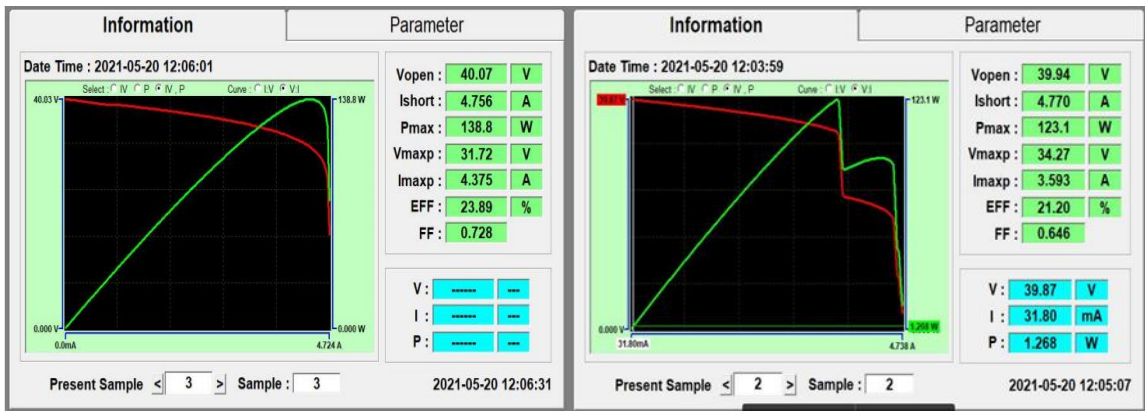 Information
Parameter
Date Time : 2021-05-20 12:06:01
Select : IV P IV , P Curve : I:V V:I
40.03 V
138.8 W
0.000 V
0.000 W
0.0mA
4.724 A
Vopen : 40.07 V
Ishort : 4.756 A
Pmax : 138.8 W
Vmaxp : 31.72 V
Imaxp : 4.375 A
EFF : 23.89 %
FF : 0.728
V : ------ ---
I : ------ ---
P : ------ ---
Present Sample < 3 > Sample : 3
2021-05-20 12:06:31
Information
Parameter
Date Time : 2021-05-20 12:03:59
Select : IV P IV , P Curve : I:V V:I
39.87 V
123.1 W
0.000 V
1.268 W
31.80mA
4.738 A
Vopen : 39.94 V
Ishort : 4.770 A
Pmax : 123.1 W
Vmaxp : 34.27 V
Imaxp : 3.593 A
EFF : 21.20 %
FF : 0.646
V : 39.87 V
I : 31.80 mA
P : 1.268 W
Present Sample < 2 > Sample : 2
2021-05-20 12:05:07